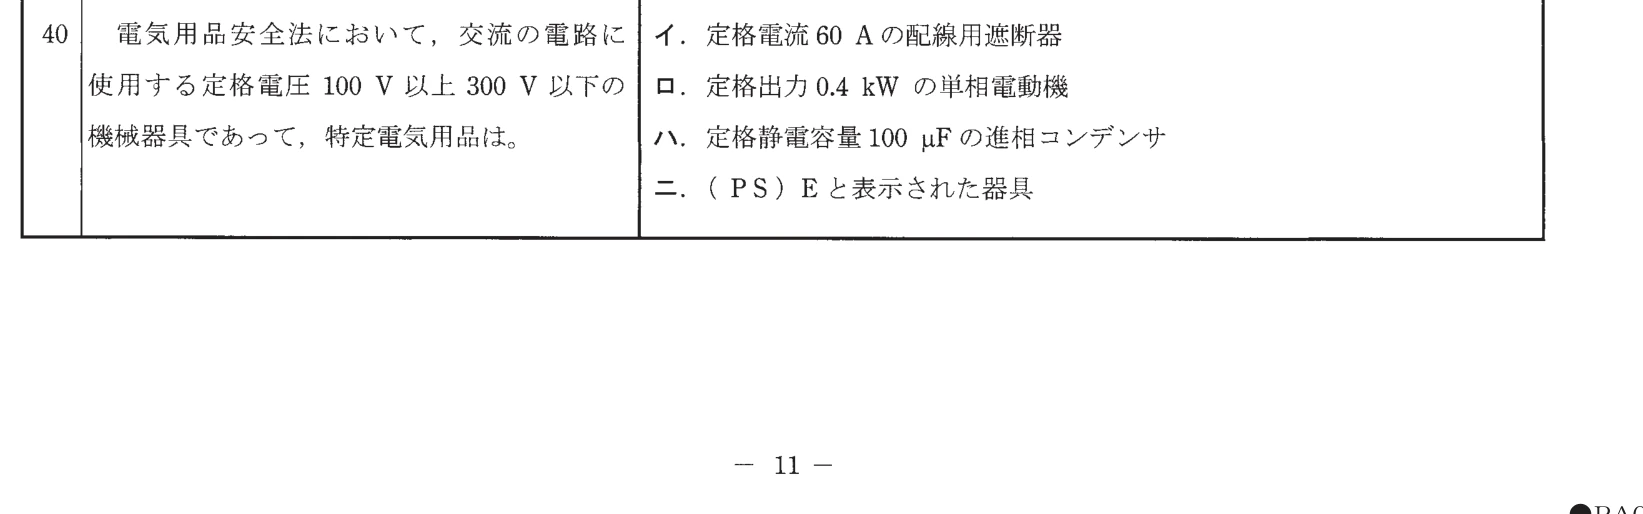 40
電気用品安全法において，交流の電路に
使用する定格電圧 100 V 以上 300 V 以下の
機械器具であって，特定電気用品は。
イ．定格電流 60 A の配線用遮断器
ロ．定格出力 0.4 kW の単相電動機
ハ．定格静電容量 100 μF の進相コンデンサ
ニ．（ PS ）E と表示された器具
－ 11 －